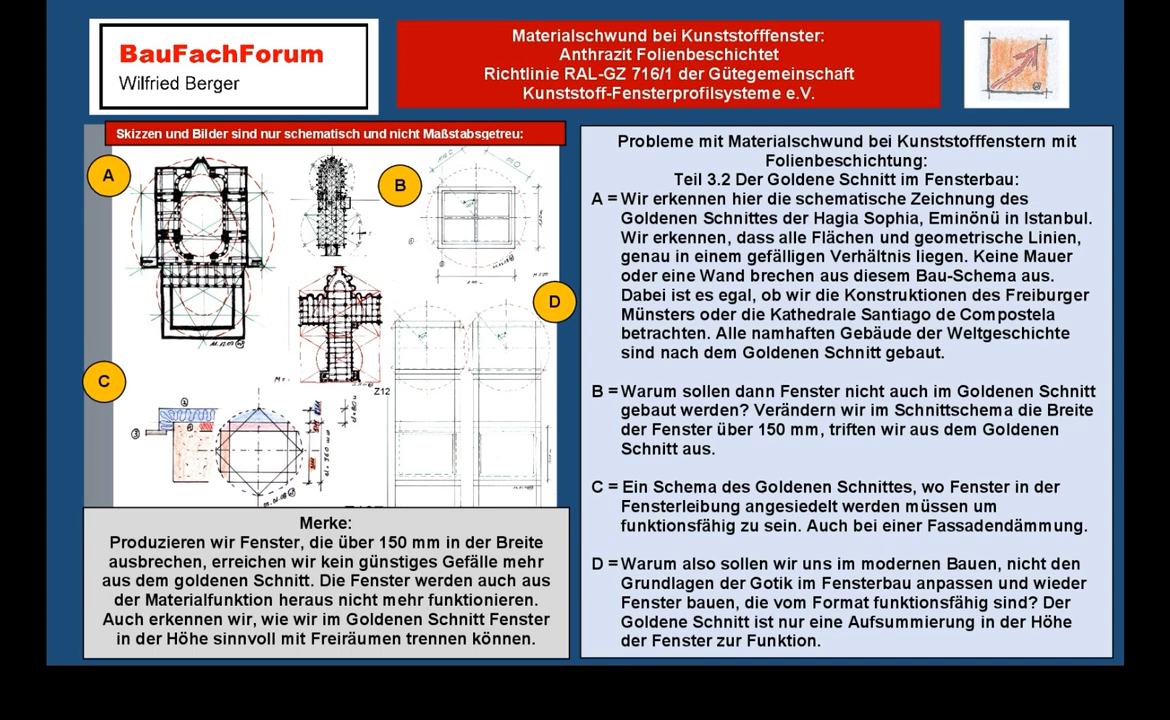 BauFachForum
Wilfried Berger
Materialschwund bei Kunststofffenster:
Anthrazit Folienbeschichtet
Richtlinie RAL-GZ 716/1 der Gütegemeinschaft
Kunststoff-Fensterprofilsysteme e.V.
Skizzen und Bilder sind nur schematisch und nicht Maßstabsgetreu:
A
B
C
D
Z12
Merke:
Produzieren wir Fenster, die über 150 mm in der Breite
ausbrechen, erreichen wir kein günstiges Gefälle mehr
aus dem goldenen Schnitt. Die Fenster werden auch aus
der Materialfunktion heraus nicht mehr funktionieren.
Auch erkennen wir, wie wir im Goldenen Schnitt Fenster
in der Höhe sinnvoll mit Freiräumen trennen können.
Probleme mit Materialschwund bei Kunststofffenstern mit
Folienbeschichtung:
Teil 3.2 Der Goldene Schnitt im Fensterbau:
A = Wir erkennen hier die schematische Zeichnung des
Goldenen Schnittes der Hagia Sophia, Eminönü in Istanbul.
Wir erkennen, dass alle Flächen und geometrische Linien,
genau in einem gefälligen Verhältnis liegen. Keine Mauer
oder eine Wand brechen aus diesem Bau-Schema aus.
Dabei ist es egal, ob wir die Konstruktionen des Freiburger
Münsters oder die Kathedrale Santiago de Compostela
betrachten. Alle namhaften Gebäude der Weltgeschichte
sind nach dem Goldenen Schnitt gebaut.
B = Warum sollen dann Fenster nicht auch im Goldenen Schnitt
gebaut werden? Verändern wir im Schnittschema die Breite
der Fenster über 150 mm, triften wir aus dem Goldenen
Schnitt aus.
C = Ein Schema des Goldenen Schnittes, wo Fenster in der
Fensterleibung angesiedelt werden müssen um
funktionsfähig zu sein. Auch bei einer Fassadendämmung.
D = Warum also sollen wir uns im modernen Bauen, nicht den
Grundlagen der Gotik im Fensterbau anpassen und wieder
Fenster bauen, die vom Format funktionsfähig sind? Der
Goldene Schnitt ist nur eine Aufsummierung in der Höhe
der Fenster zur Funktion.